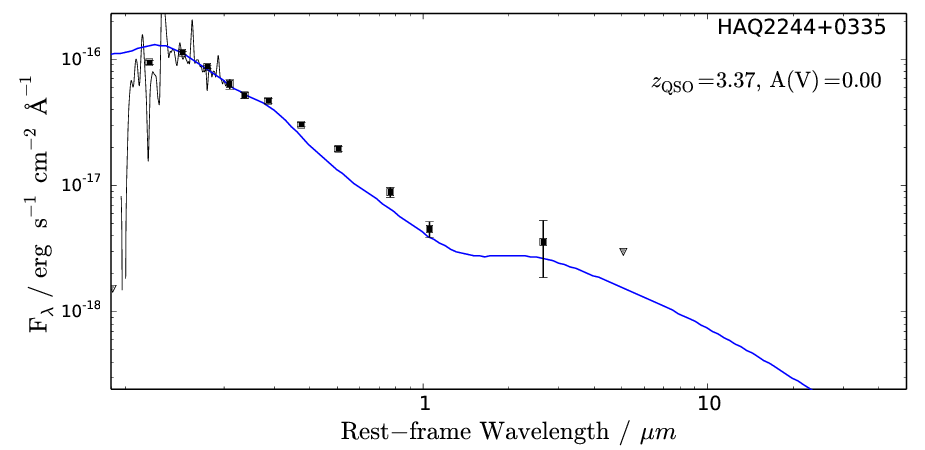 HAQ2244+0335
z_QSO=3.37, A(V)=0.00
10^-16
10^-17
10^-18
F_λ / erg s^−1 cm^−2 Å^−1
1
10
Rest−frame Wavelength / μm